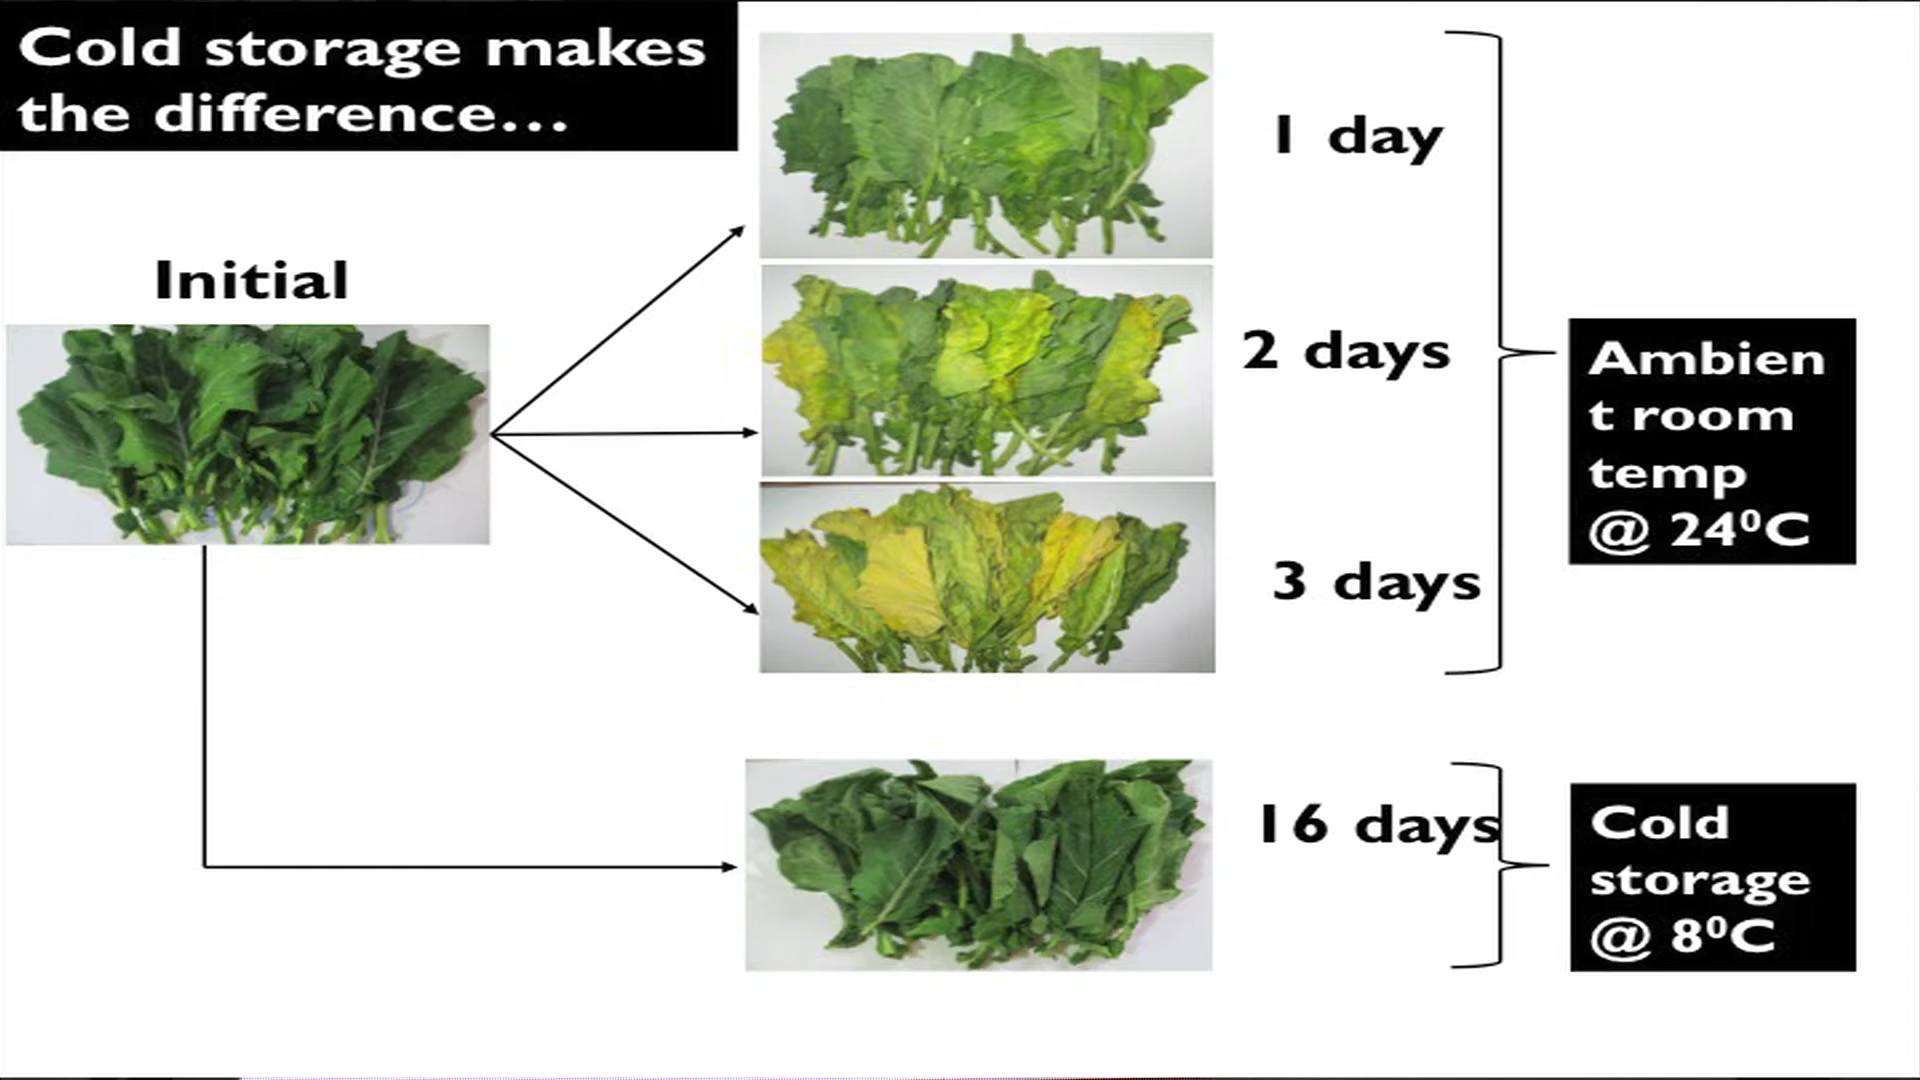 Cold storage makes
the difference...
Initial
1 day
2 days
3 days
Ambien
t room
temp
@ 24⁰C
16 days
Cold
storage
@ 8⁰C